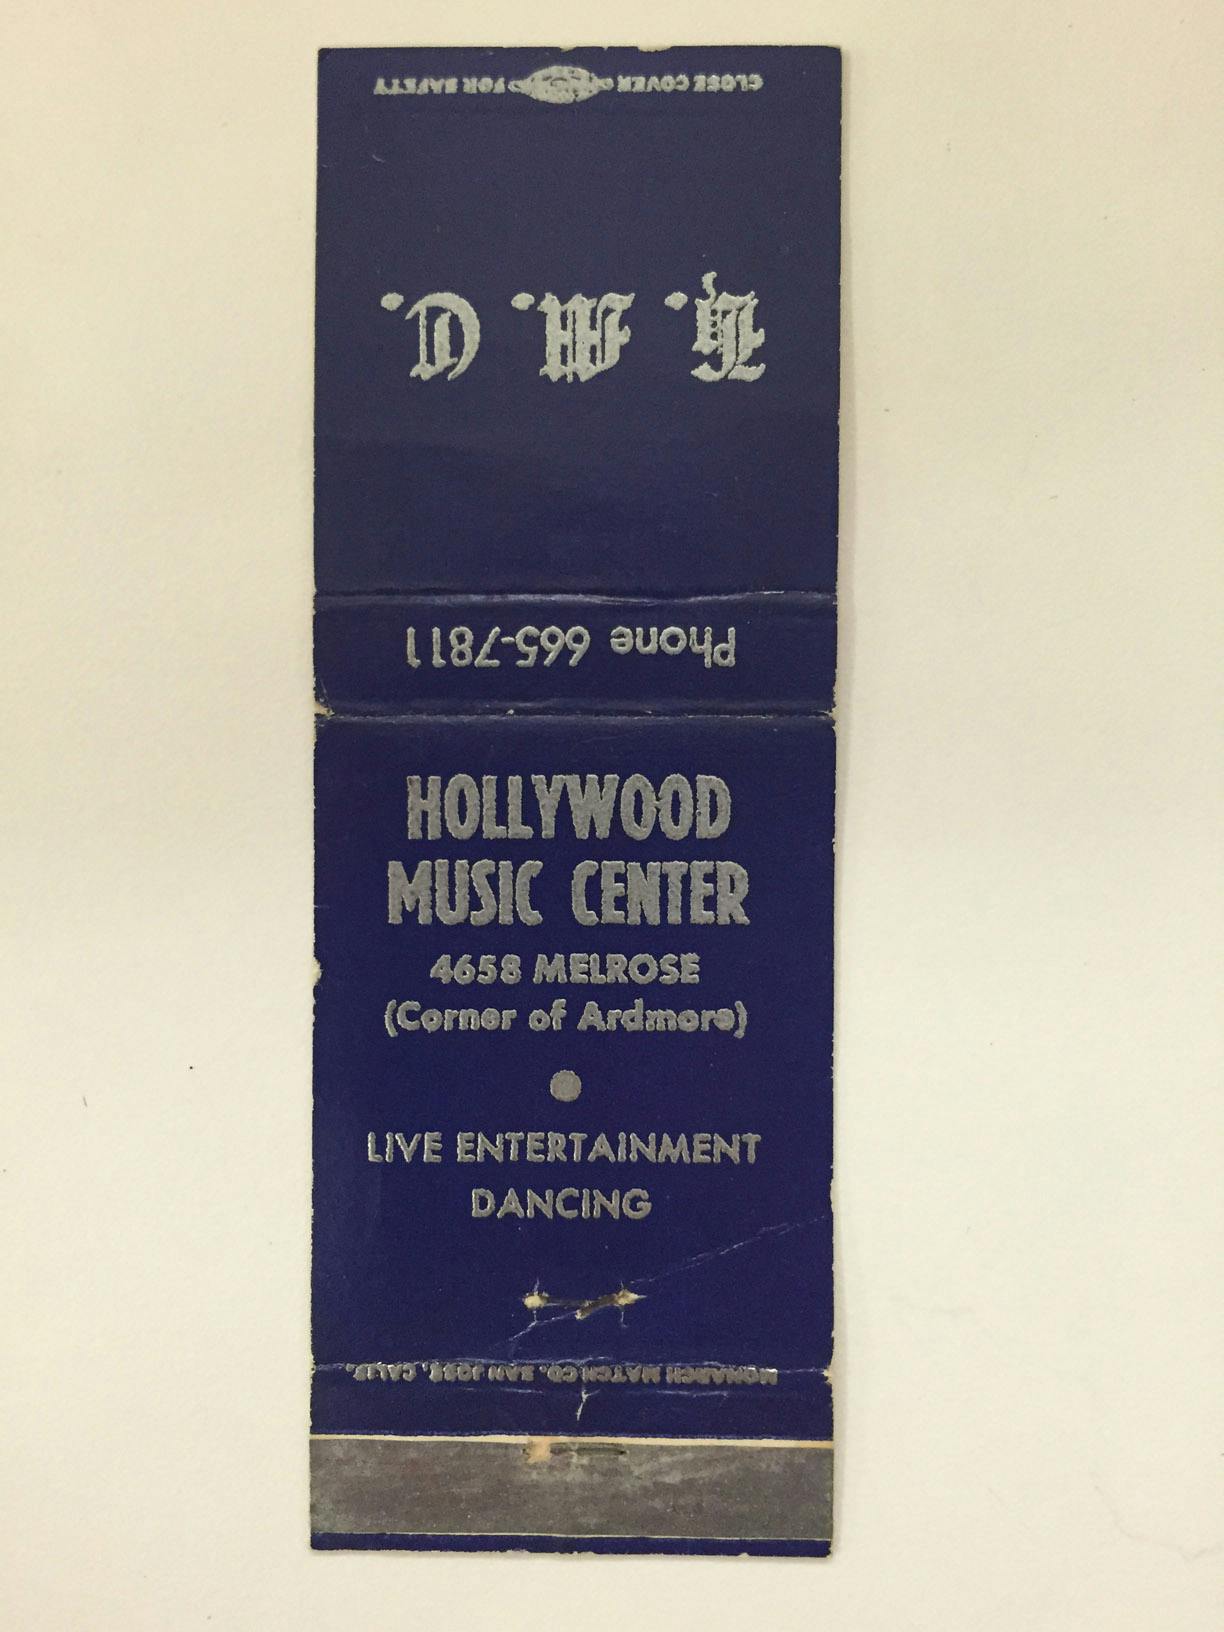 CLOSE COVER FOR SAFETY
H. M. C.
Phone 665-7811
HOLLYWOOD
MUSIC CENTER
4658 MELROSE
(Corner of Ardmore)
LIVE ENTERTAINMENT
DANCING
MONARCH MATCH CO. SAN JOSE, CALIF.